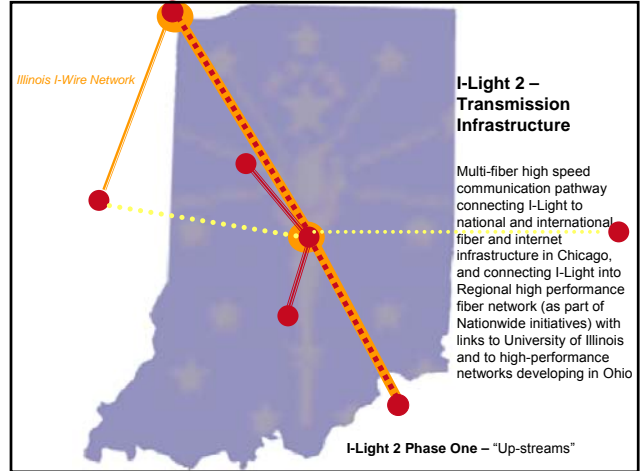 Illinois I-Wire Network
I-Light 2 –
Transmission
Infrastructure
Multi-fiber high speed
communication pathway
connecting I-Light to
national and international
fiber and internet
infrastructure in Chicago,
and connecting I-Light into
Regional high performance
fiber network (as part of
Nationwide initiatives) with
links to University of Illinois
and to high-performance
networks developing in Ohio
I-Light 2 Phase One – “Up-streams”